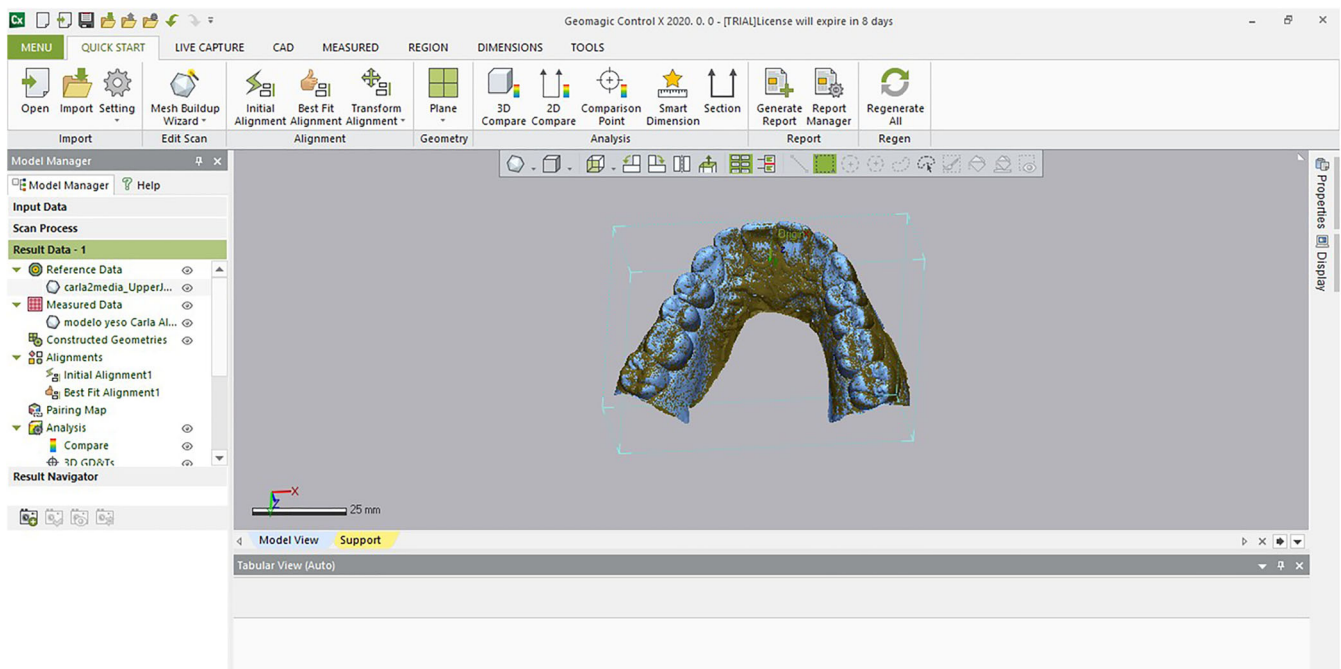 Cx
Geomagic Control X 2020. 0. 0 - [TRIAL]License will expire in 8 days
MENU QUICK START LIVE CAPTURE CAD MEASURED REGION DIMENSIONS TOOLS
Open Import Setting Mesh Buildup Wizard Initial Alignment Best Fit Alignment Transform Alignment Plane 3D Compare 2D Compare Comparison Point Smart Dimension Section Generate Report Report Manager Regenerate All
Import Edit Scan Alignment Geometry Analysis Report Regen
Model Manager
Model Manager Help
Input Data
Scan Process
Result Data - 1
Reference Data
carla2media_UpperJ...
Measured Data
modelo yeso Carla Al...
Constructed Geometries
Alignments
Initial Alignment1
Best Fit Alignment1
Pairing Map
Analysis
Compare
3D GD&Ts
Result Navigator
Origin
X
Z
25 mm
Model View Support
Tabular View (Auto)
Properties
Display